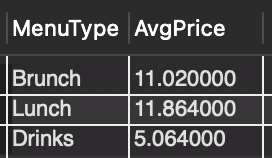 MenuType AvgPrice
Brunch 11.020000
Lunch 11.864000
Drinks 5.064000